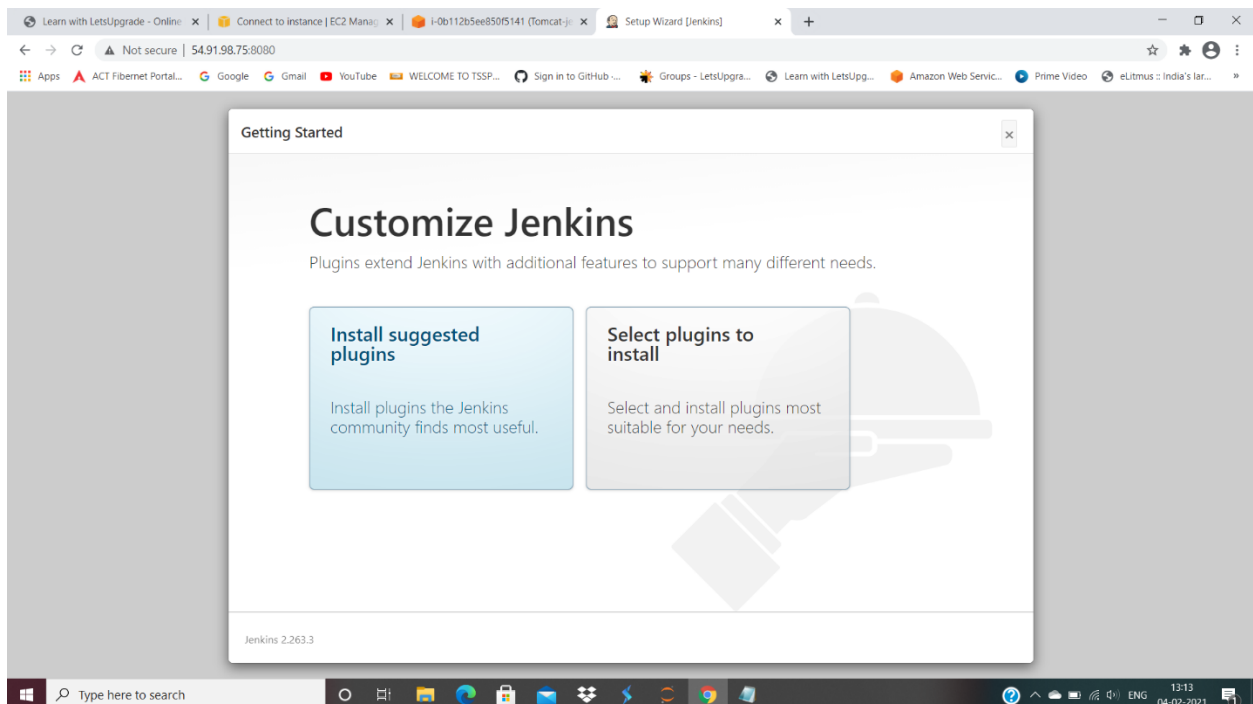 Learn with LetsUpgrade - Online
Connect to instance | EC2 Manag
i-0b112b5ee850f5141 (Tomcat-je
Setup Wizard [Jenkins]
Not secure | 54.91.98.75:8080
Apps
ACT Fibernet Portal...
Google
Gmail
YouTube
WELCOME TO TSSP...
Sign in to GitHub ·...
Groups - LetsUpgra...
Learn with LetsUpg...
Amazon Web Servic...
Prime Video
eLitmus :: India's lar...
»
Getting Started
Customize Jenkins
Plugins extend Jenkins with additional features to support many different needs.
Install suggested
plugins
Install plugins the Jenkins
community finds most useful.
Select plugins to
install
Select and install plugins most
suitable for your needs.
Jenkins 2.263.3
Type here to search
ENG
13:13
04-02-2021